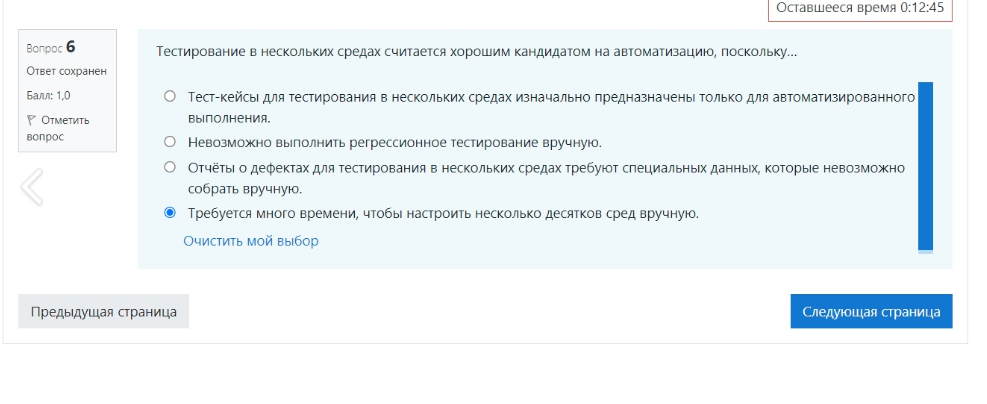 Оставшееся время 0:12:45
Вопрос 6
Ответ сохранен
Балл: 1,0
Отметить
вопрос
Тестирование в нескольких средах считается хорошим кандидатом на автоматизацию, поскольку...
Тест-кейсы для тестирования в нескольких средах изначально предназначены только для автоматизированного
выполнения.
Невозможно выполнить регрессионное тестирование вручную.
Отчёты о дефектах для тестирования в нескольких средах требуют специальных данных, которые невозможно
собрать вручную.
Требуется много времени, чтобы настроить несколько десятков сред вручную.
Очистить мой выбор
Предыдущая страница
Следующая страница